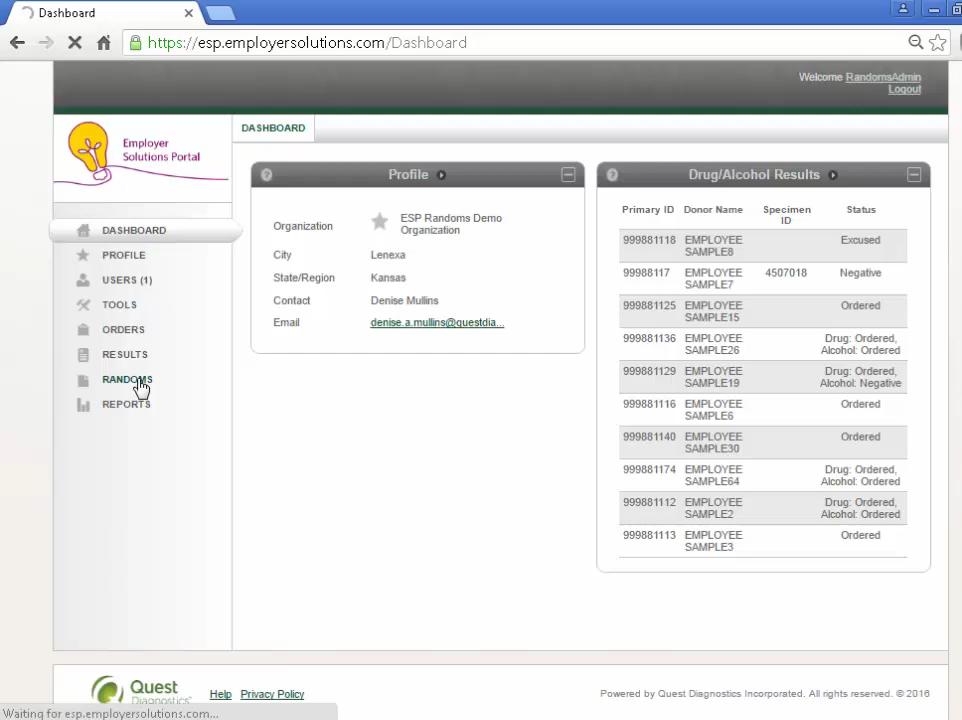 Dashboard
https://esp.employersolutions.com/Dashboard
Welcome RandomsAdmin
Logout
Employer
Solutions Portal
DASHBOARD
DASHBOARD
PROFILE
USERS (1)
TOOLS
ORDERS
RESULTS
RANDOMS
REPORTS
Profile
Organization
ESP Randoms Demo
Organization
City Lenexa
State/Region Kansas
Contact Denise Mullins
Email denise.a.mullins@questdia...
Drug/Alcohol Results
Primary ID Donor Name Specimen ID Status
999881118 EMPLOYEE SAMPLE8 Excused
99988117 EMPLOYEE SAMPLE7 4507018 Negative
999881125 EMPLOYEE SAMPLE15 Ordered
999881136 EMPLOYEE SAMPLE26 Drug: Ordered, Alcohol: Ordered
999881129 EMPLOYEE SAMPLE19 Drug: Ordered, Alcohol: Negative
999881116 EMPLOYEE SAMPLE6 Ordered
999881140 EMPLOYEE SAMPLE30 Ordered
999881174 EMPLOYEE SAMPLE64 Drug: Ordered, Alcohol: Ordered
999881112 EMPLOYEE SAMPLE2 Drug: Ordered, Alcohol: Ordered
999881113 EMPLOYEE SAMPLE3 Ordered
Quest
Diagnostics
Help Privacy Policy
Powered by Quest Diagnostics Incorporated. All rights reserved. © 2016
Waiting for esp.employersolutions.com...